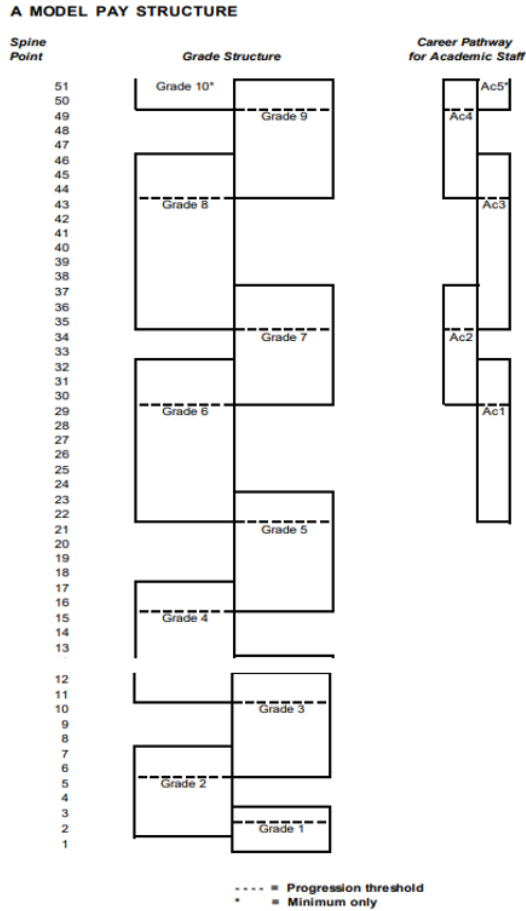 A MODEL PAY STRUCTURE
Spine Point
Grade Structure
Career Pathway for Academic Staff
51 Grade 10* Ac5*
50
49 Grade 9 Ac4
48
47
46
45
44
43 Grade 8 Ac3
42
41
40
39
38
37
36
35
34 Grade 7 Ac2
33
32
31
30
29 Grade 6 Ac1
28
27
26
25
24
23
22
21 Grade 5
20
19
18
17
16
15 Grade 4
14
13
12
11
10 Grade 3
9
8
7
6
5 Grade 2
4
3
2 Grade 1
1
---- = Progression threshold
* = Minimum only